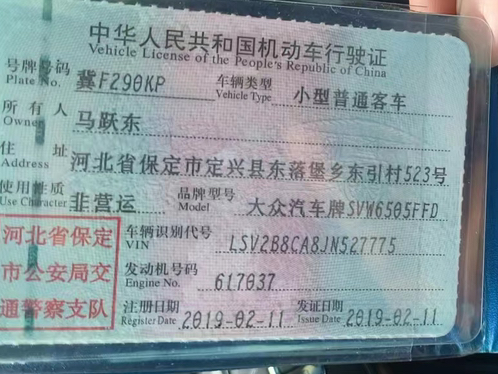 中华人民共和国机动车行驶证
Vehicle License of the People's Republic of China
号牌号码 Plate No. 冀F290KP 车辆类型 Vehicle Type 小型普通客车
所有人 Owner 马跃东
住址 Address 河北省保定市定兴县东落堡乡东引村523号
使用性质 Use Character 非营运 品牌型号 Model 大众汽车牌SVW6505FFD
河北省保定
市公安局交
通警察支队
车辆识别代号 VIN LSV2B8CA8JN527775
发动机号码 Engine No. 617037
注册日期 Register Date 2019-02-11 发证日期 Issue Date 2019-02-11